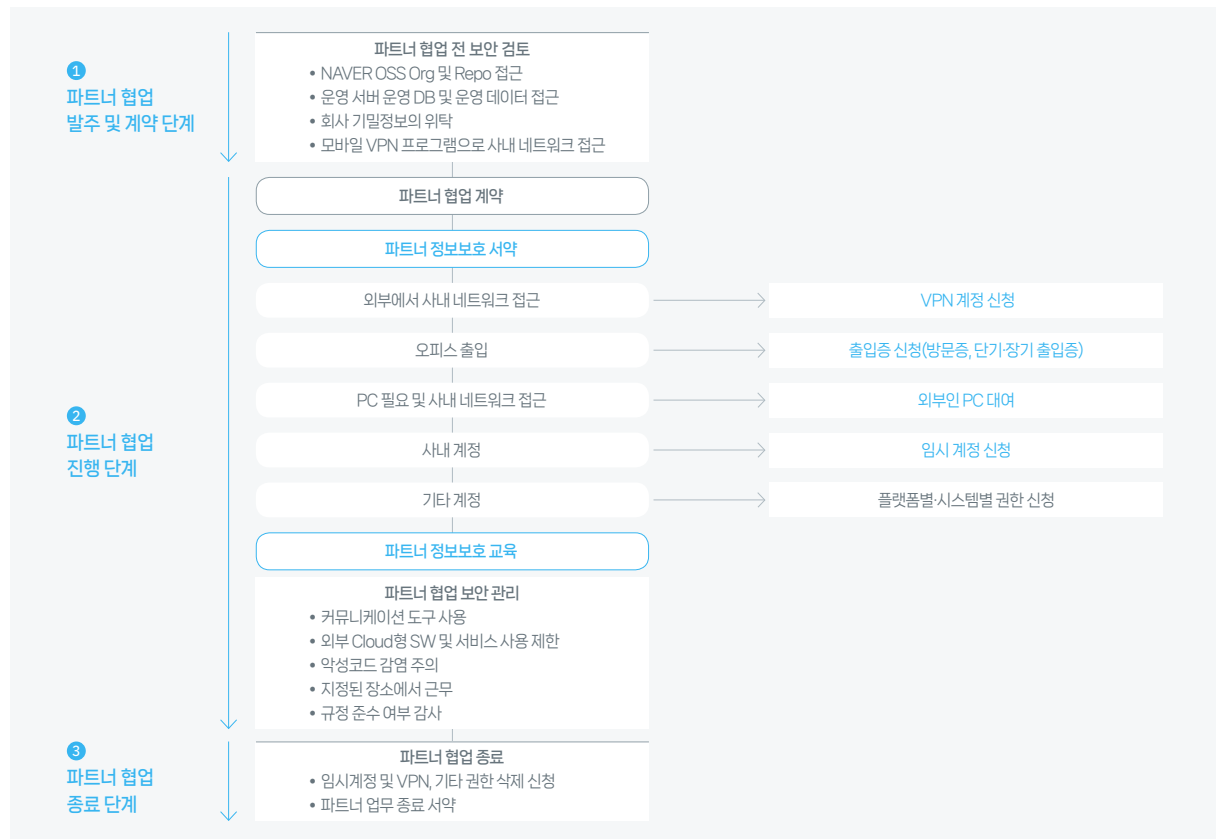 1
파트너 협업
발주 및 계약 단계
파트너 협업 전 보안 검토
• NAVER OSS Org 및 Repo 접근
• 운영 서버 운영 DB 및 운영 데이터 접근
• 회사 기밀정보의 위탁
• 모바일 VPN 프로그램으로 사내 네트워크 접근
2
파트너 협업
진행 단계
파트너 협업 계약
파트너 정보보호 서약
외부에서 사내 네트워크 접근
VPN 계정 신청
오피스 출입
출입증 신청(방문증, 단기·장기 출입증)
PC 필요 및 사내 네트워크 접근
외부인 PC 대여
사내 계정
임시 계정 신청
기타 계정
플랫폼별·시스템별 권한 신청
파트너 정보보호 교육
파트너 협업 보안 관리
• 커뮤니케이션 도구 사용
• 외부 Cloud형 SW 및 서비스 사용 제한
• 악성코드 감염 주의
• 지정된 장소에서 근무
• 규정 준수 여부 감사
3
파트너 협업
종료 단계
파트너 협업 종료
• 임시계정 및 VPN, 기타 권한 삭제 신청
• 파트너 업무 종료 서약